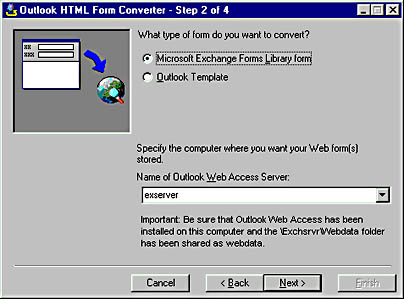 Outlook HTML Form Converter - Step 2 of 4
What type of form do you want to convert?
Microsoft Exchange Forms Library form
Outlook Template
Specify the computer where you want your Web form(s)
stored.
Name of Outlook Web Access Server:
exserver
Important: Be sure that Outlook Web Access has been
installed on this computer and the \Exchsrvr\Webdata folder
has been shared as webdata.
Cancel
< Back
Next >
Finish